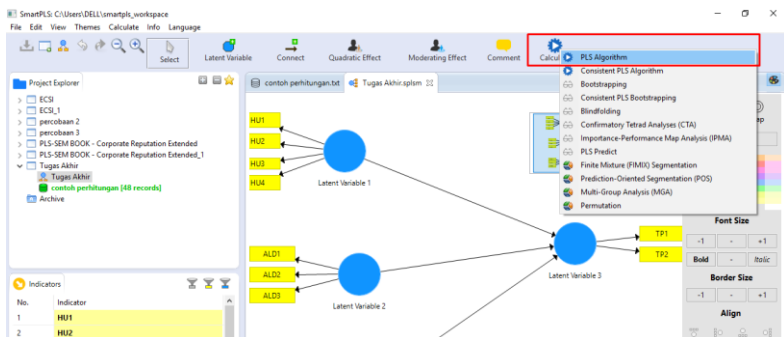 SmartPLS: C:\Users\DELL\smartpls_workspace
File Edit View Themes Calculate Info Language
Select
Latent Variable
Connect
Quadratic Effect
Moderating Effect
Comment
PLS Algorithm
Consistent PLS Algorithm
Bootstrapping
Consistent PLS Bootstrapping
Blindfolding
Confirmatory Tetrad Analyses (CTA)
Importance-Performance Map Analysis (IPMA)
PLS Predict
Finite Mixture (FIMIX) Segmentation
Prediction-Oriented Segmentation (POS)
Multi-Group Analysis (MGA)
Permutation
Project Explorer
ECSI
ECSI_1
percobaan 2
percobaan 3
PLS-SEM BOOK - Corporate Reputation Extended
PLS-SEM BOOK - Corporate Reputation Extended_1
Tugas Akhir
Tugas Akhir
contoh perhitungan [48 records]
Archive
contoh perhitungan.txt
Tugas Akhir.splsm
HU1
HU2
HU3
HU4
Latent Variable 1
ALD1
ALD2
ALD3
Latent Variable 2
TP1
TP2
Latent Variable 3
Indicators
No. Indicator
1 HU1
2 HU2
Font Size
-1 - +1
Bold - Italic
Border Size
-1 - +1
Align